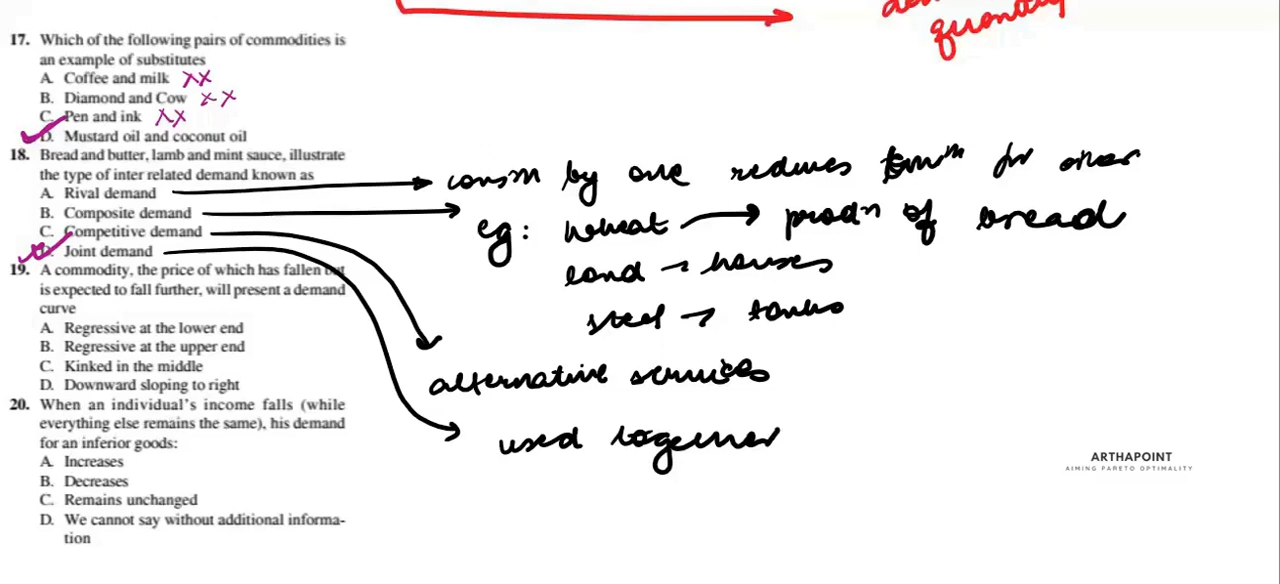 quantity
17. Which of the following pairs of commodities is
an example of substitutes
A. Coffee and milk xx
B. Diamond and Cow xx
C. Pen and ink xx
D. Mustard oil and coconut oil
18. Bread and butter, lamb and mint sauce, illustrate
the type of inter related demand known as
A. Rival demand
B. Composite demand
C. Competitive demand
D. Joint demand
19. A commodity, the price of which has fallen but
is expected to fall further, will present a demand
curve
A. Regressive at the lower end
B. Regressive at the upper end
C. Kinked in the middle
D. Downward sloping to right
20. When an individual's income falls (while
everything else remains the same), his demand
for an inferior goods:
A. Increases
B. Decreases
C. Remains unchanged
D. We cannot say without additional informa-
tion
consm by one reduces for other
eg: wheat → prodn of bread
land → houses
steel → tanks
alternative services
used together
ARTHAPOINT
AIMING PARETO OPTIMALITY